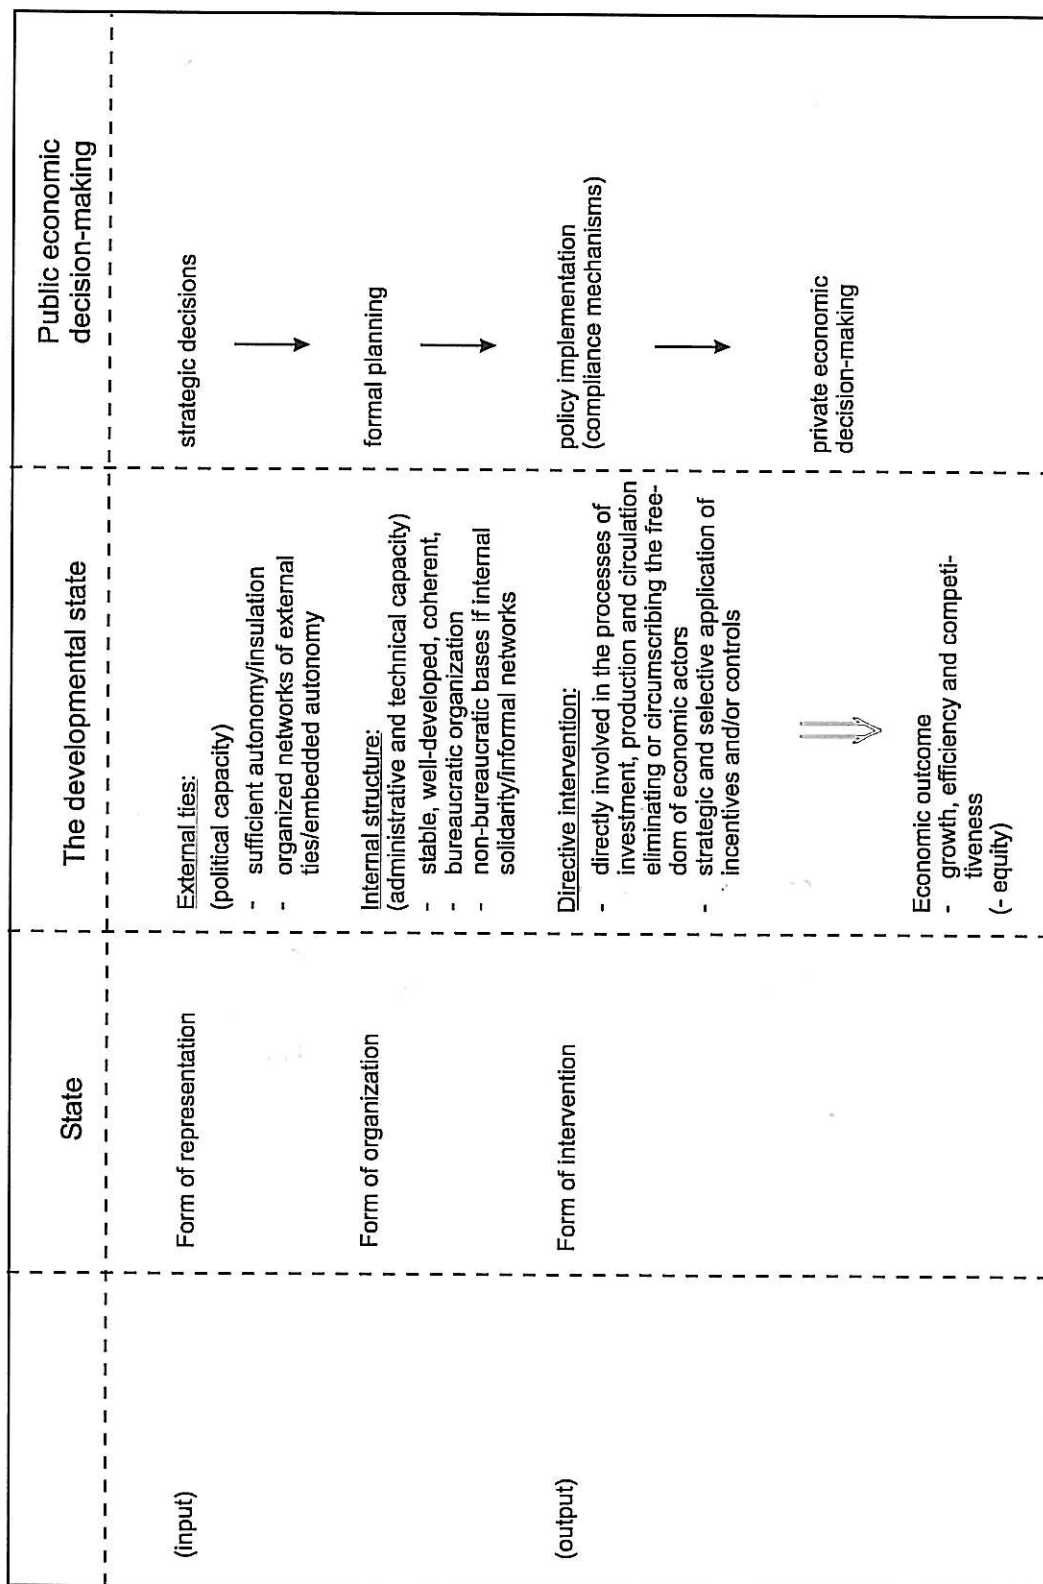 State
The developmental state
Public economic
decision-making
(input)
Form of representation
External ties:
(political capacity)
- sufficient autonomy/insulation
- organized networks of external
ties/embedded autonomy
strategic decisions
Form of organization
Internal structure:
(administrative and technical capacity)
- stable, well-developed, coherent,
- bureaucratic organization
- non-bureaucratic bases if internal
solidarity/informal networks
formal planning
(output)
Form of intervention
Directive intervention:
- directly involved in the processes of
investment, production and circulation
eliminating or circumscribing the free-
dom of economic actors
- strategic and selective application of
incentives and/or controls
policy implementation
(compliance mechanisms)
private economic
decision-making
Economic outcome
- growth, efficiency and competi-
tiveness
(- equity)